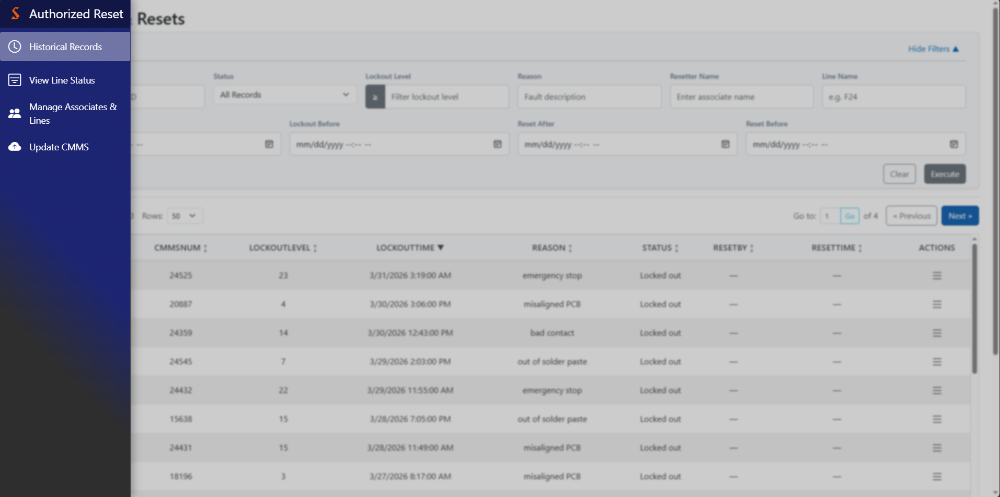 Authorized Reset
Resets
Historical Records
Hide Filters ▲
View Line Status
Status
Lockout Level
Reason
Resetter Name
Line Name
All Records
≥
Filter lockout level
Fault description
Enter associate name
e.g. F24
Manage Associates &
Lines
Lockout Before
Reset After
Reset Before
-- --
mm/dd/yyyy --:-- --
mm/dd/yyyy --:-- --
mm/dd/yyyy --:-- --
Update CMMS
Clear
Execute
Rows:
50
Go to:
1
Go
of 4
« Previous
Next »
CMMSNUM
LOCKOUTLEVEL
LOCKOUTTIME ▼
REASON
STATUS
RESETBY
RESETTIME
ACTIONS
24525 23 3/31/2026 3:19:00 AM emergency stop Locked out — —
20887 4 3/30/2026 3:06:00 PM misaligned PCB Locked out — —
24359 14 3/30/2026 12:43:00 PM bad contact Locked out — —
24545 7 3/29/2026 2:03:00 PM out of solder paste Locked out — —
24432 22 3/29/2026 11:55:00 AM emergency stop Locked out — —
15638 15 3/28/2026 7:05:00 PM out of solder paste Locked out — —
24431 15 3/28/2026 11:49:00 AM misaligned PCB Locked out — —
18196 3 3/27/2026 8:17:00 AM misaligned PCB Locked out — —